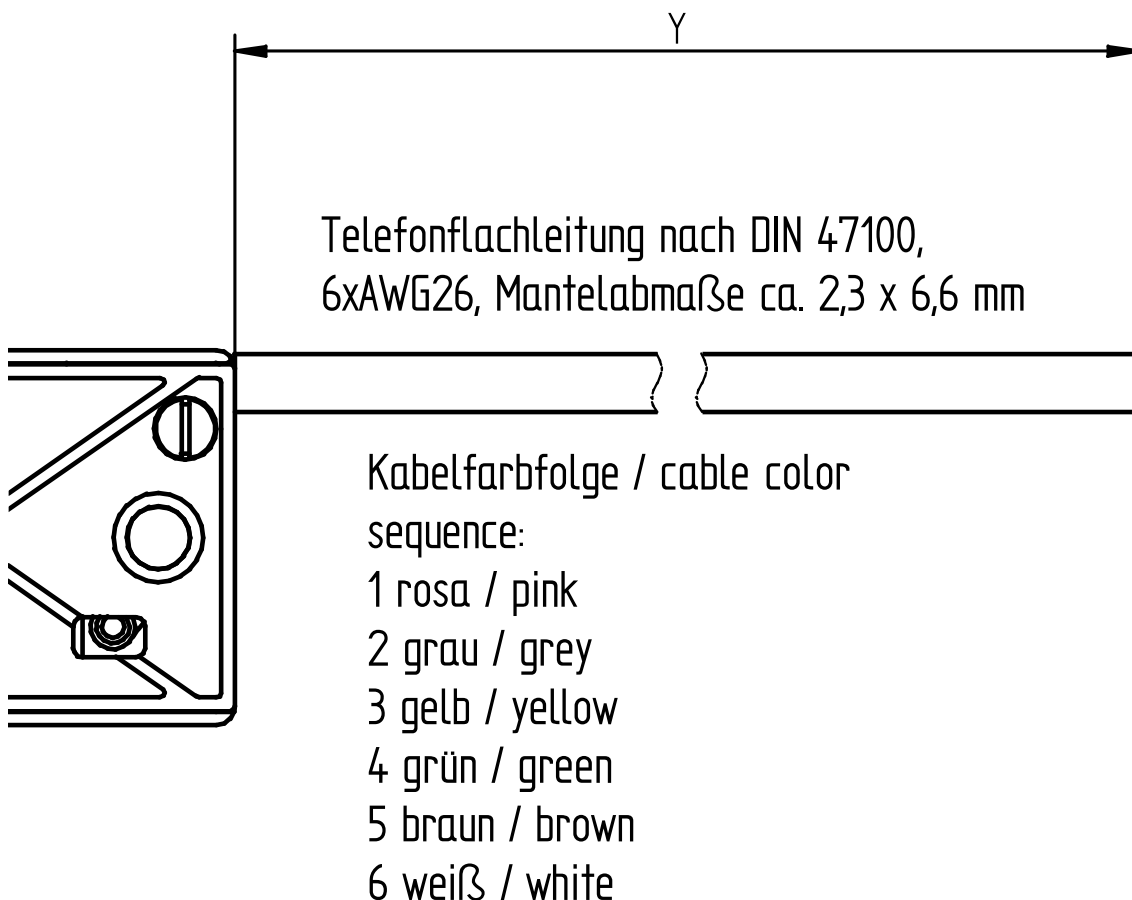 Y
Telefonflachleitung nach DIN 47100,
6xAWG26, Mantelabmaße ca. 2,3 x 6,6 mm
Kabelfarbfolge / cable color
sequence:
1 rosa / pink
2 grau / grey
3 gelb / yellow
4 grün / green
5 braun / brown
6 weiß / white